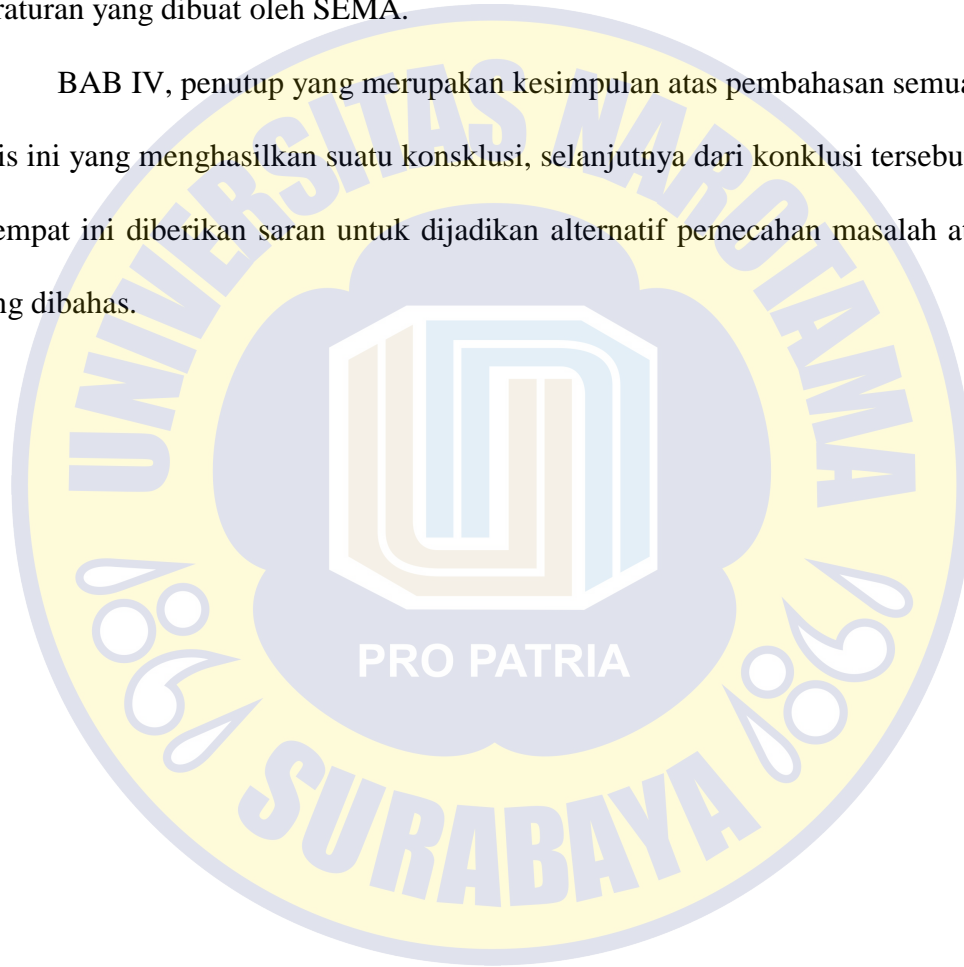 raturan yang dibuat oleh SEMA.
BAB IV, penutup yang merupakan kesimpulan atas pembahasan semua
is ini yang menghasilkan suatu konsklusi, selanjutnya dari konklusi tersebu
empat ini diberikan saran untuk dijadikan alternatif pemecahan masalah at
ng dibahas.
UNIVERSITAS NAROTAMA
PRO PATRIA
SURABAYA